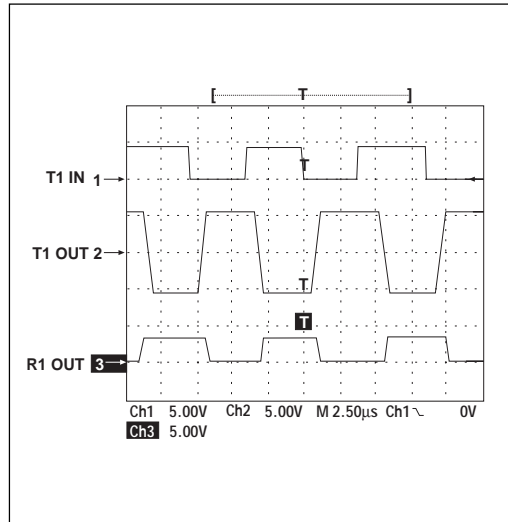 [ T ]
T
T1 IN 1
T1 OUT 2
T
T
R1 OUT 3
Ch1 5.00V Ch2 5.00V M 2.50µs Ch1 0V
Ch3 5.00V